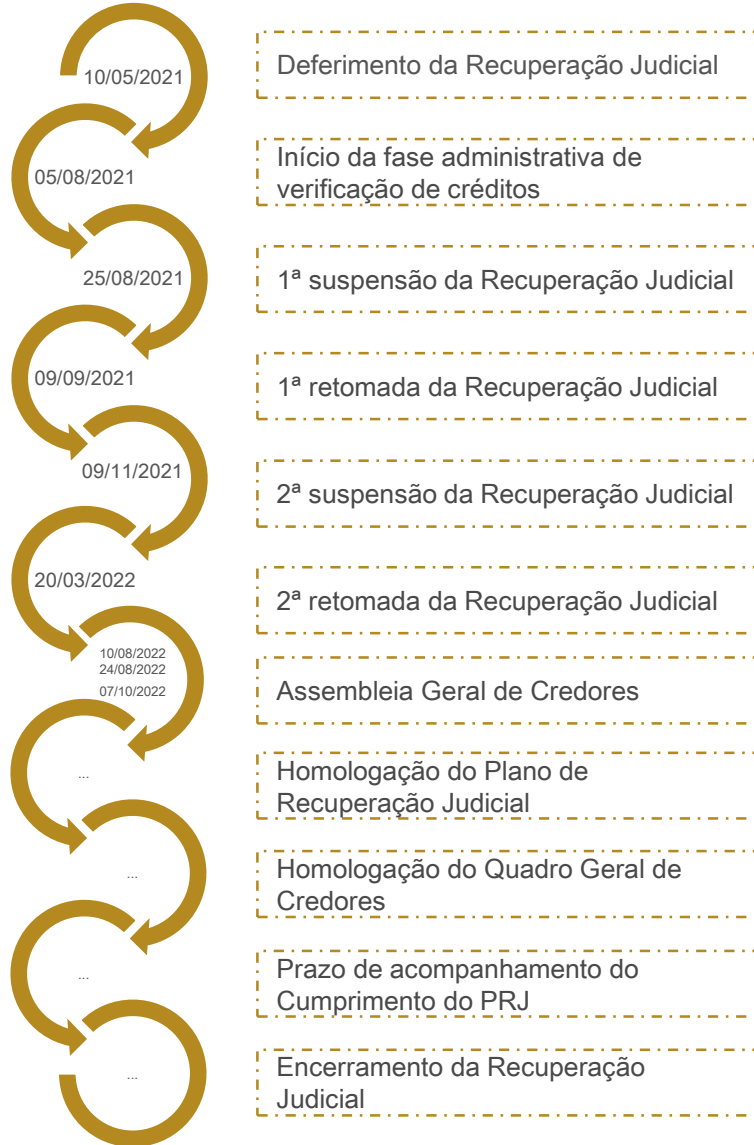 10/05/2021
Deferimento da Recuperação Judicial
05/08/2021
Início da fase administrativa de
verificação de créditos
25/08/2021
1ª suspensão da Recuperação Judicial
09/09/2021
1ª retomada da Recuperação Judicial
09/11/2021
2ª suspensão da Recuperação Judicial
20/03/2022
2ª retomada da Recuperação Judicial
10/08/2022
24/08/2022
07/10/2022
Assembleia Geral de Credores
...
Homologação do Plano de
Recuperação Judicial
...
Homologação do Quadro Geral de
Credores
...
Prazo de acompanhamento do
Cumprimento do PRJ
...
Encerramento da Recuperação
Judicial